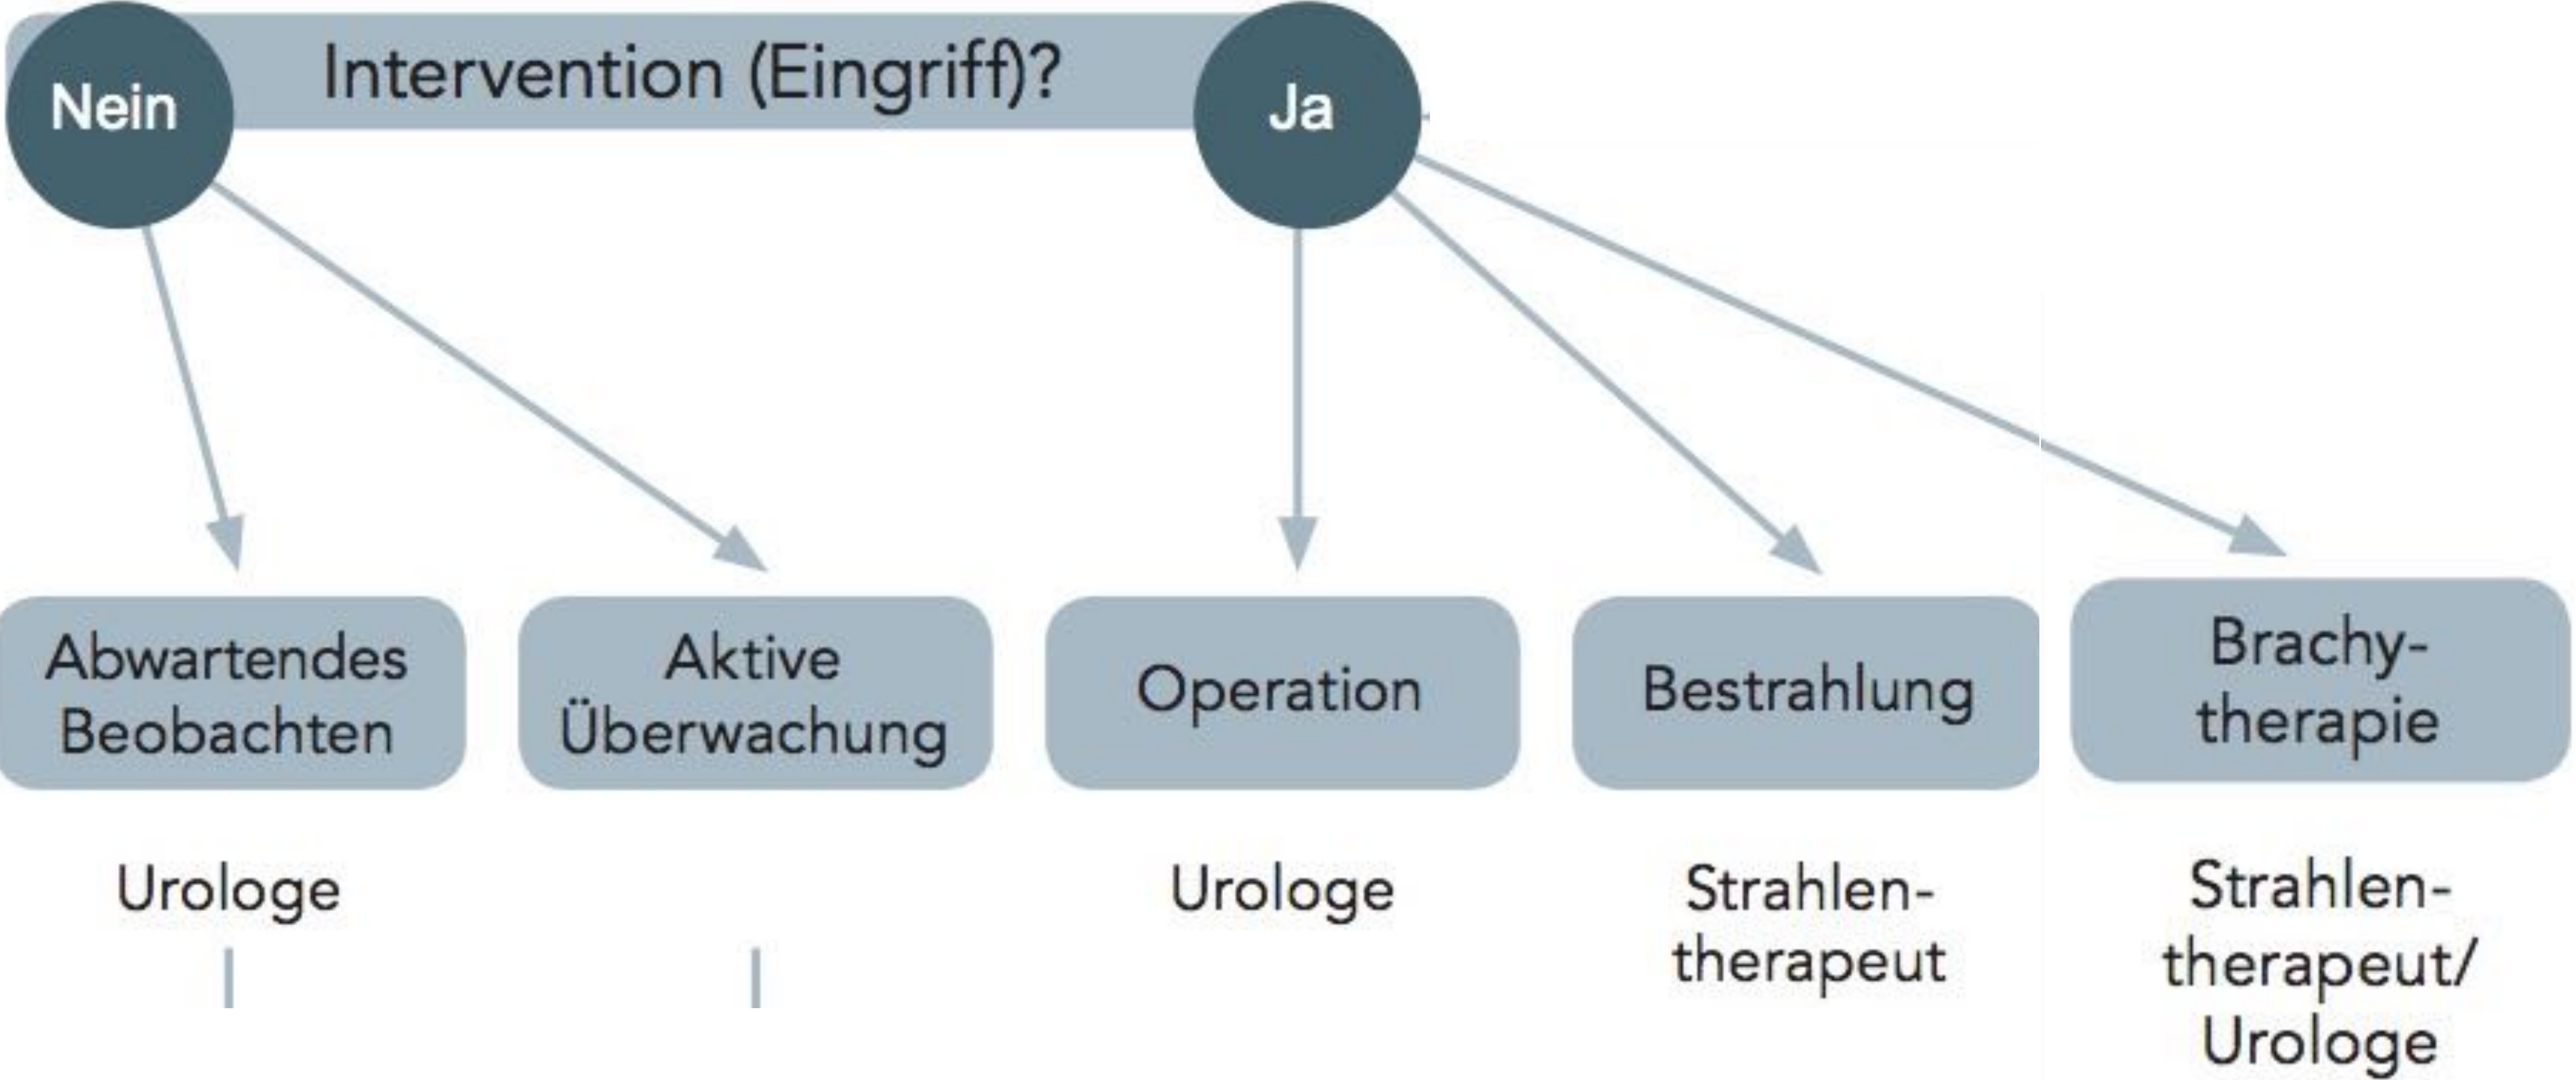 Nein
Intervention (Eingriff)?
Ja
Abwartendes
Beobachten
Aktive
Überwachung
Operation
Bestrahlung
Brachy-
therapie
Urologe
Urologe
Strahlen-
therapeut
Strahlen-
therapeut/
Urologe